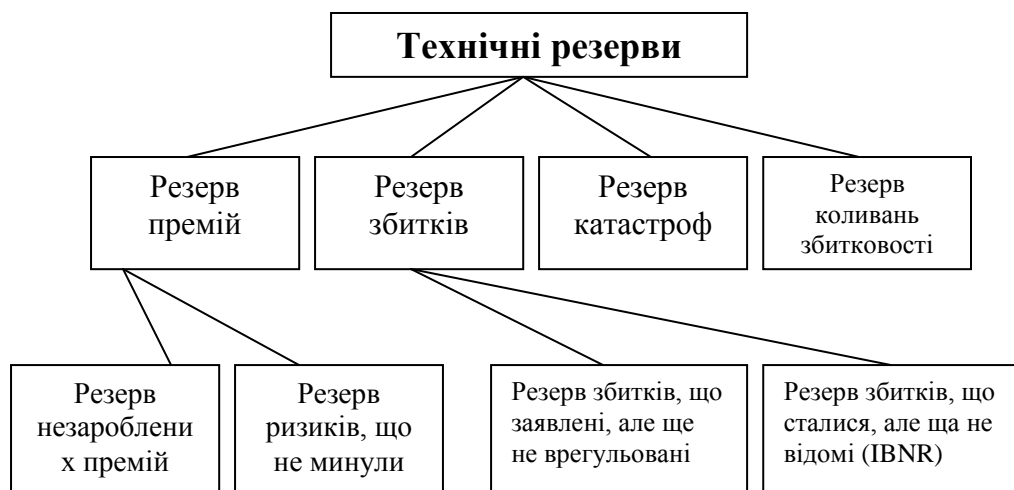 Технічні резерви
Резерв
премій
Резерв
збитків
Резерв
катастроф
Резерв
коливань
збитковості
Резерв
незароблени
х премій
Резерв
ризиків, що
не минули
Резерв збитків, що
заявлені, але ще
не врегульовані
Резерв збитків, що
сталися, але ща не
відомі (IBNR)